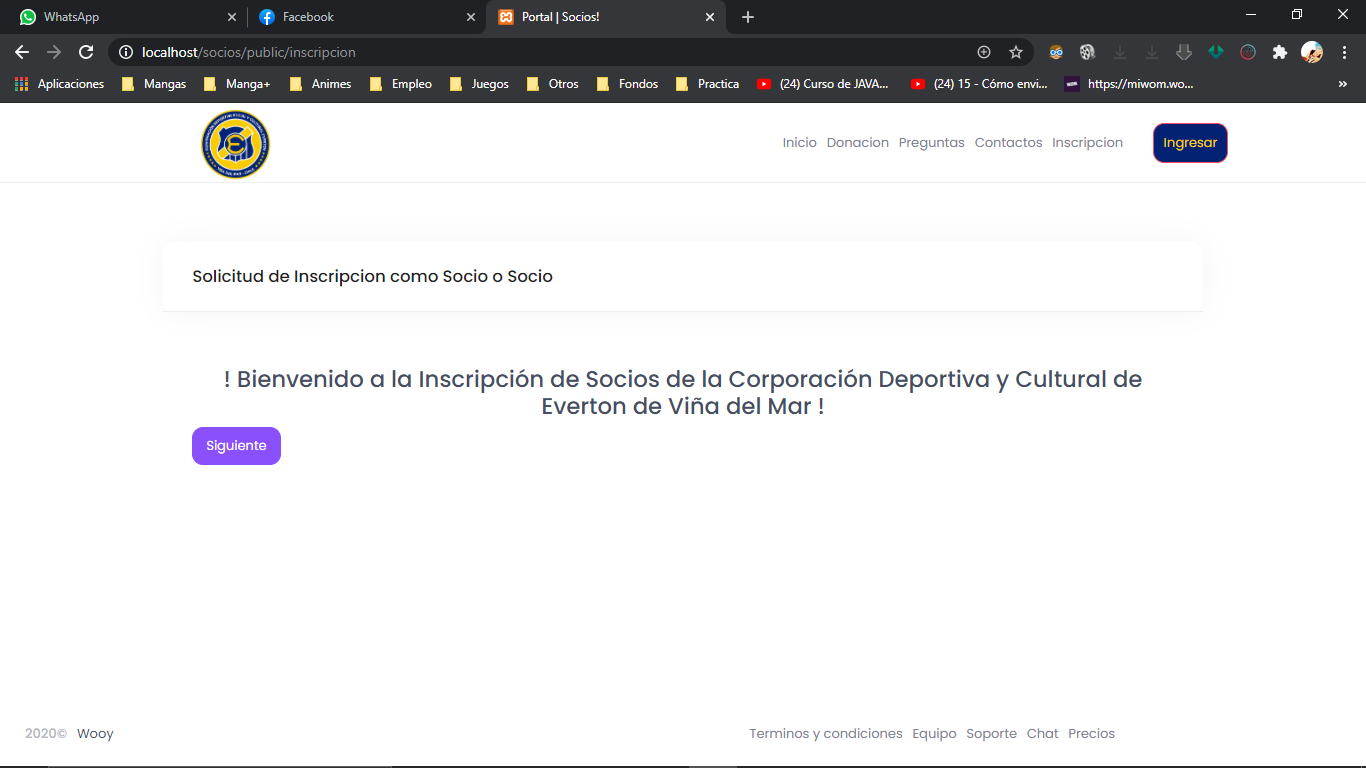 WhatsApp
Facebook
Portal | Socios!
localhost/socios/public/inscripcion
Aplicaciones Mangas Manga+ Animes Empleo Juegos Otros Fondos Practica (24) Curso de JAVA... (24) 15 - Cómo envi... https://miwom.wo... »
Inicio Donacion Preguntas Contactos Inscripcion Ingresar
Solicitud de Inscripcion como Socio o Socio
! Bienvenido a la Inscripción de Socios de la Corporación Deportiva y Cultural de
Everton de Viña del Mar !
Siguiente
2020© Wooy
Terminos y condiciones Equipo Soporte Chat Precios